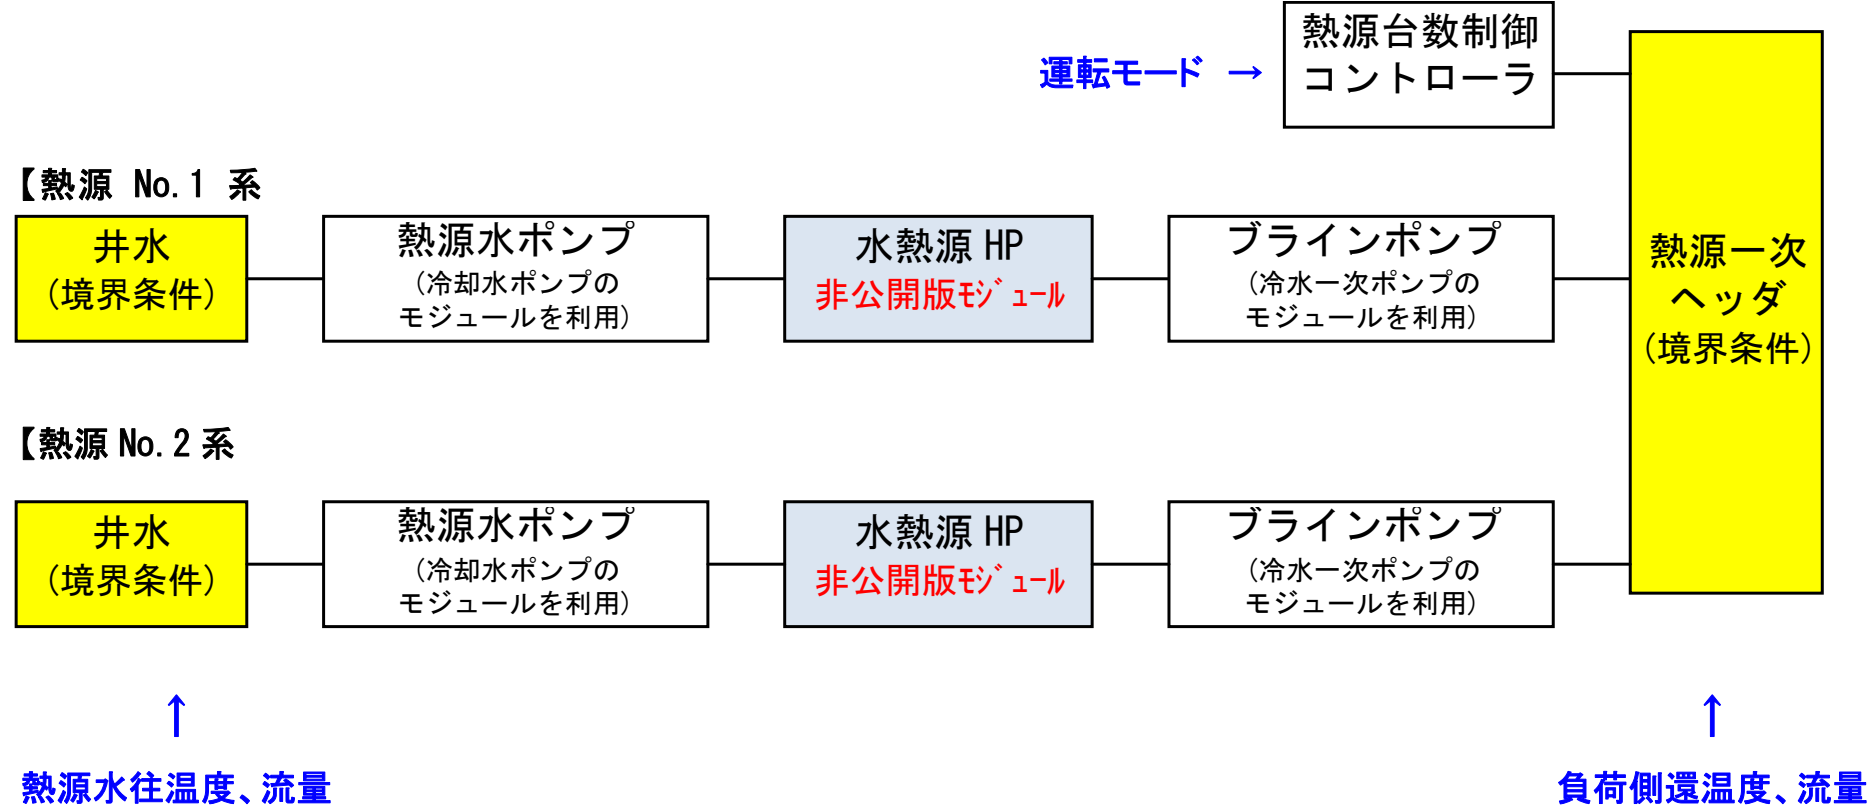 熱源台数制御
コントローラ
運転モード →
【熱源 No.1 系
井水
(境界条件)
熱源水ポンプ
(冷却水ポンプの
モジュールを利用)
水熱源 HP
非公開版ﾓｼﾞｭｰﾙ
ブラインポンプ
(冷水一次ポンプの
モジュールを利用)
熱源一次
ヘッダ
(境界条件)
【熱源 No.2 系
井水
(境界条件)
熱源水ポンプ
(冷却水ポンプの
モジュールを利用)
水熱源 HP
非公開版ﾓｼﾞｭｰﾙ
ブラインポンプ
(冷水一次ポンプの
モジュールを利用)
↑
熱源水往温度、流量
↑
負荷側還温度、流量